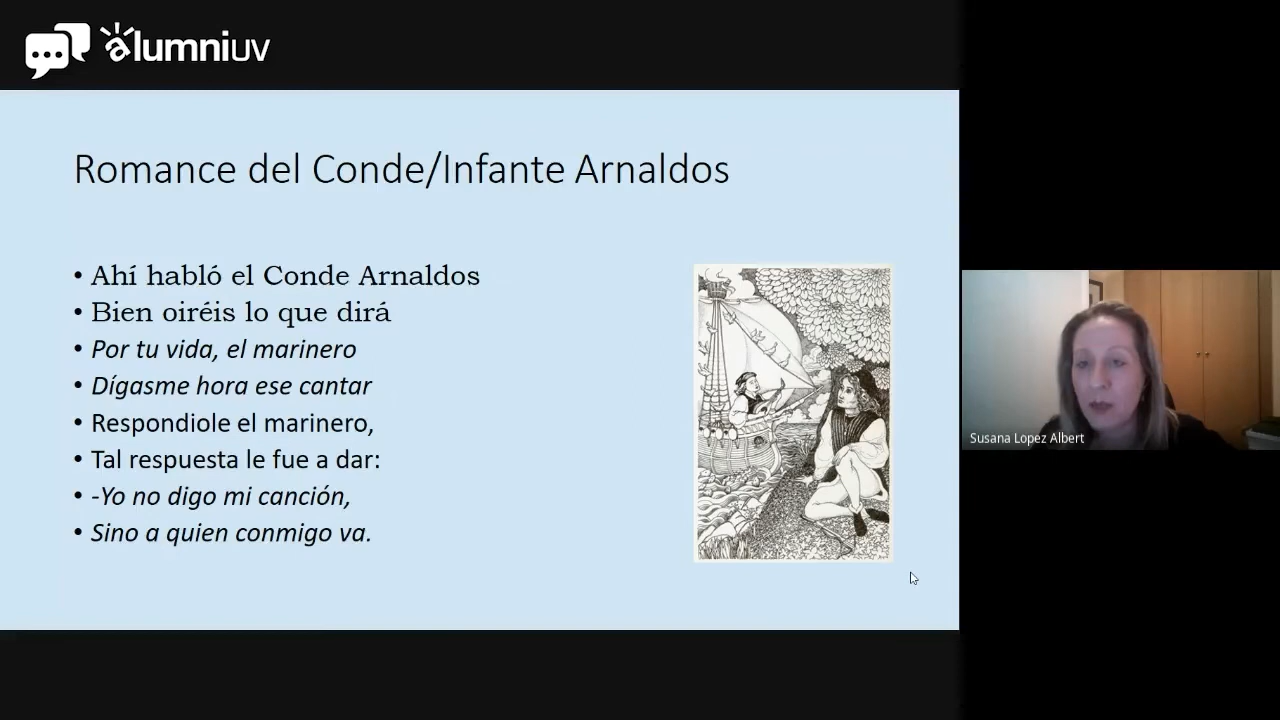 alumniuv
Romance del Conde/Infante Arnaldos
• Ahí habló el Conde Arnaldos
• Bien oiréis lo que dirá
• Por tu vida, el marinero
• Dígasme hora ese cantar
• Respondiole el marinero,
• Tal respuesta le fue a dar:
• -Yo no digo mi canción,
• Sino a quien conmigo va.
Susana Lopez Albert